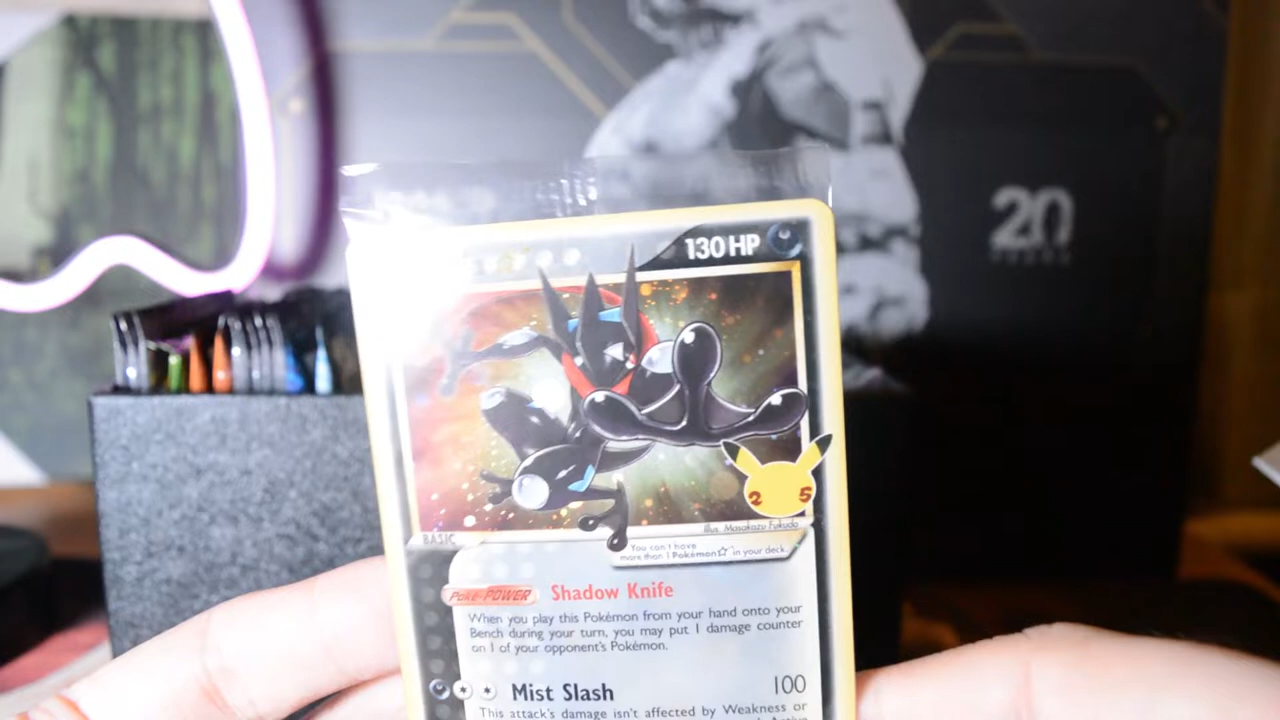 130 HP
20
YEARS
25
Illus. Masakazu Fukuda
BASIC
You can't have
more than 1 Pokémon☆ in your deck.
Poké-POWER Shadow Knife
When you play this Pokémon from your hand onto your
Bench during your turn, you may put 1 damage counter
on 1 of your opponent's Pokémon.
Mist Slash 100
This attack's damage isn't affected by Weakness or
Active